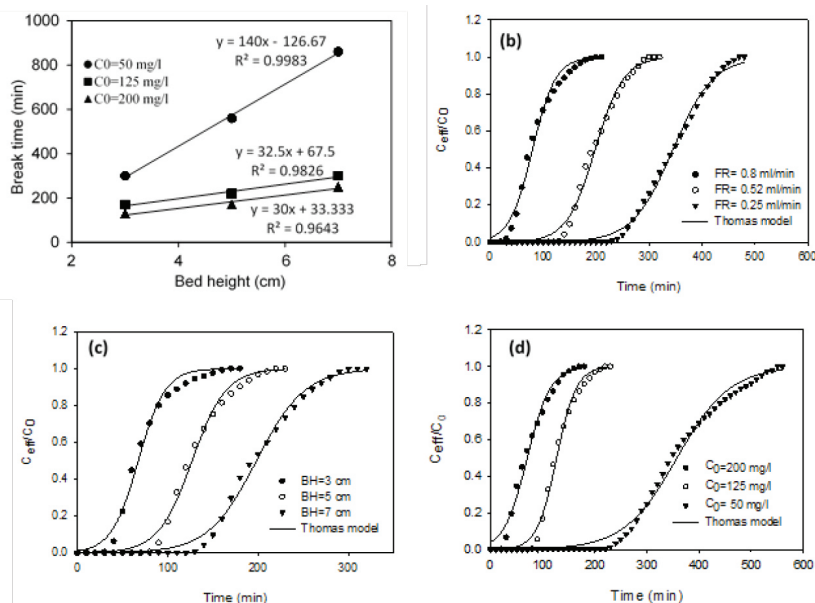 1000
800
600
400
200
0
Break time (min)
C0=50 mg/l
C0=125 mg/l
C0=200 mg/l
y = 140x - 126.67
R² = 0.9983
y = 32.5x + 67.5
R² = 0.9826
y = 30x + 33.333
R² = 0.9643
2 4 6 8
Bed height (cm)
(b)
1.2
1.0
0.8
0.6
0.4
0.2
0.0
Ceff/C0
FR= 0.8 ml/min
FR= 0.52 ml/min
FR= 0.25 ml/min
Thomas model
0 100 200 300 400 500 600
Time (min)
(c)
1.2
1.0
0.8
0.6
0.4
0.2
0.0
Ceff/C0
BH=3 cm
BH=5 cm
BH=7 cm
Thomas model
0 100 200 300
Time (min)
(d)
1.2
1.0
0.8
0.6
0.4
0.2
0.0
Ceff/C0
C0=200 mg/l
C0=125 mg/l
C0= 50 mg/l
Thomas model
0 100 200 300 400 500 600
Time (min)